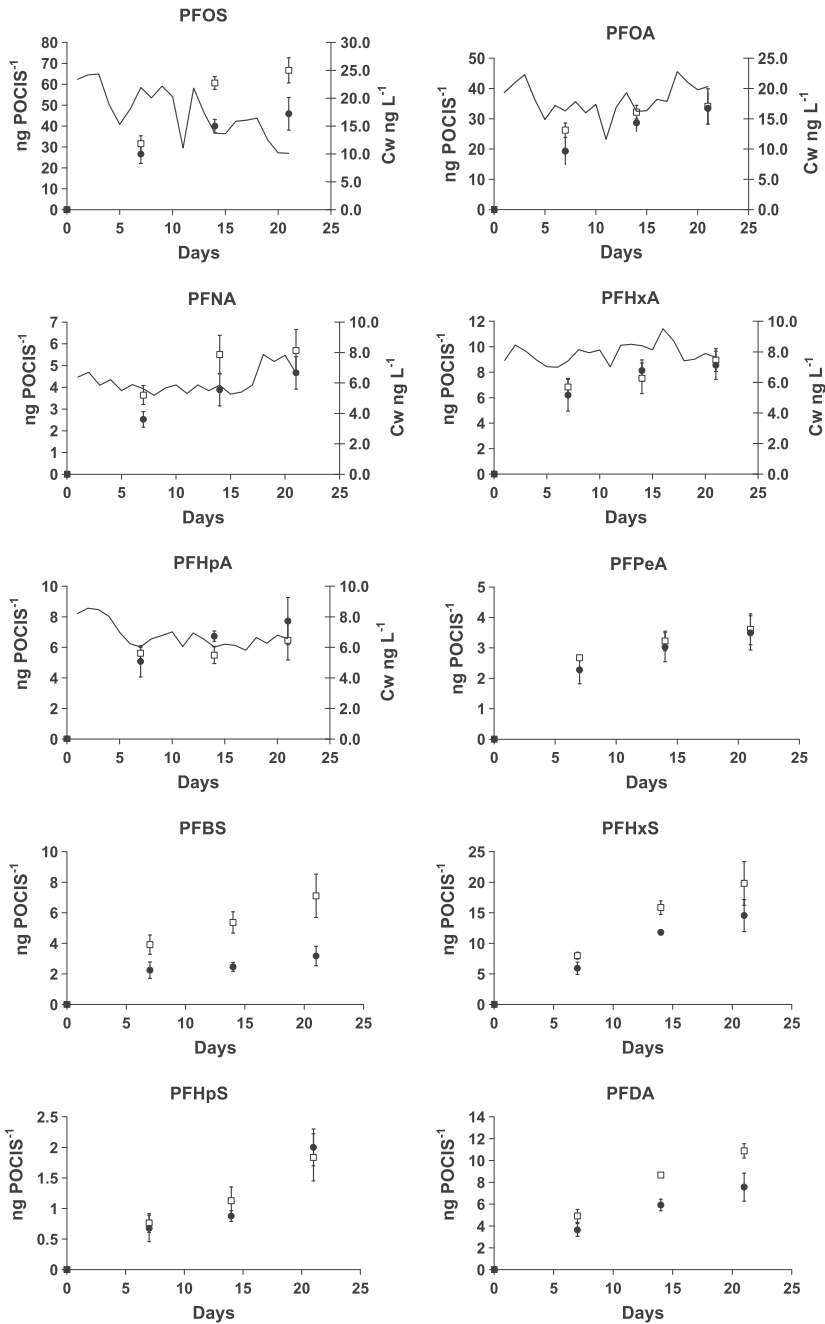 PFOS
ng POCIS-1
80
70
60
50
40
30
20
10
0
30.0
25.0
20.0
15.0
10.0
5.0
0.0
Cw ng L-1
0 5 10 15 20 25
Days
PFOA
ng POCIS-1
50
40
30
20
10
0
25.0
20.0
15.0
10.0
5.0
0.0
Cw ng L-1
0 5 10 15 20 25
Days
PFNA
ng POCIS-1
7
6
5
4
3
2
1
0
10.0
8.0
6.0
4.0
2.0
0.0
Cw ng L-1
0 5 10 15 20 25
Days
PFHxA
ng POCIS-1
12
10
8
6
4
2
0
10.0
8.0
6.0
4.0
2.0
0.0
Cw ng L-1
0 5 10 15 20 25
Days
PFHpA
ng POCIS-1
10
8
6
4
2
0
10.0
8.0
6.0
4.0
2.0
0.0
Cw ng L-1
0 5 10 15 20 25
Days
PFPeA
ng POCIS-1
5
4
3
2
1
0
0 5 10 15 20 25
Days
PFBS
ng POCIS-1
10
8
6
4
2
0
0 5 10 15 20 25
Days
PFHxS
ng POCIS-1
25
20
15
10
5
0
0 5 10 15 20 25
Days
PFHpS
ng POCIS-1
2.5
2
1.5
1
0.5
0
0 5 10 15 20 25
Days
PFDA
ng POCIS-1
14
12
10
8
6
4
2
0
0 5 10 15 20 25
Days